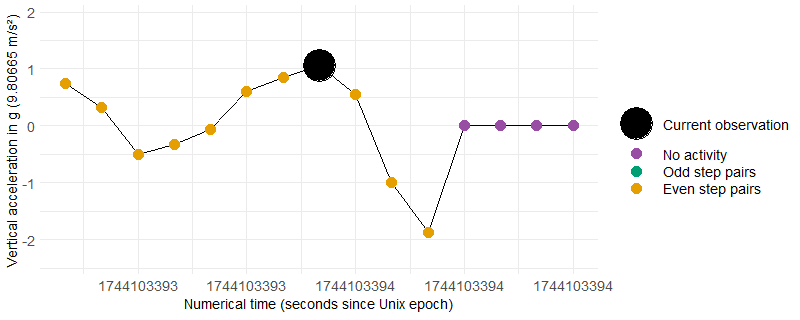 Vertical acceleration in g (9.80665 m/s²)
2
1
0
-1
-2
1744103393
1744103393
1744103394
1744103394
1744103394
Numerical time (seconds since Unix epoch)
Current observation
No activity
Odd step pairs
Even step pairs